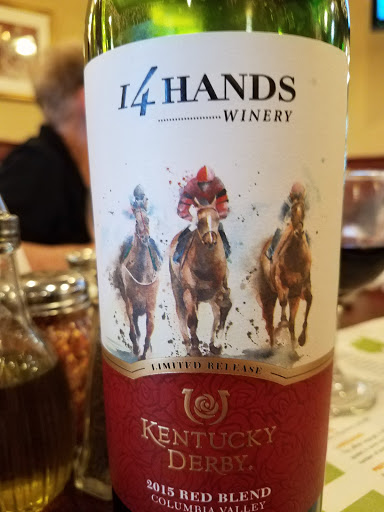 14 HANDS
WINERY
LIMITED RELEASE
KENTUCKY
DERBY®
2015 RED BLEND
COLUMBIA VALLEY